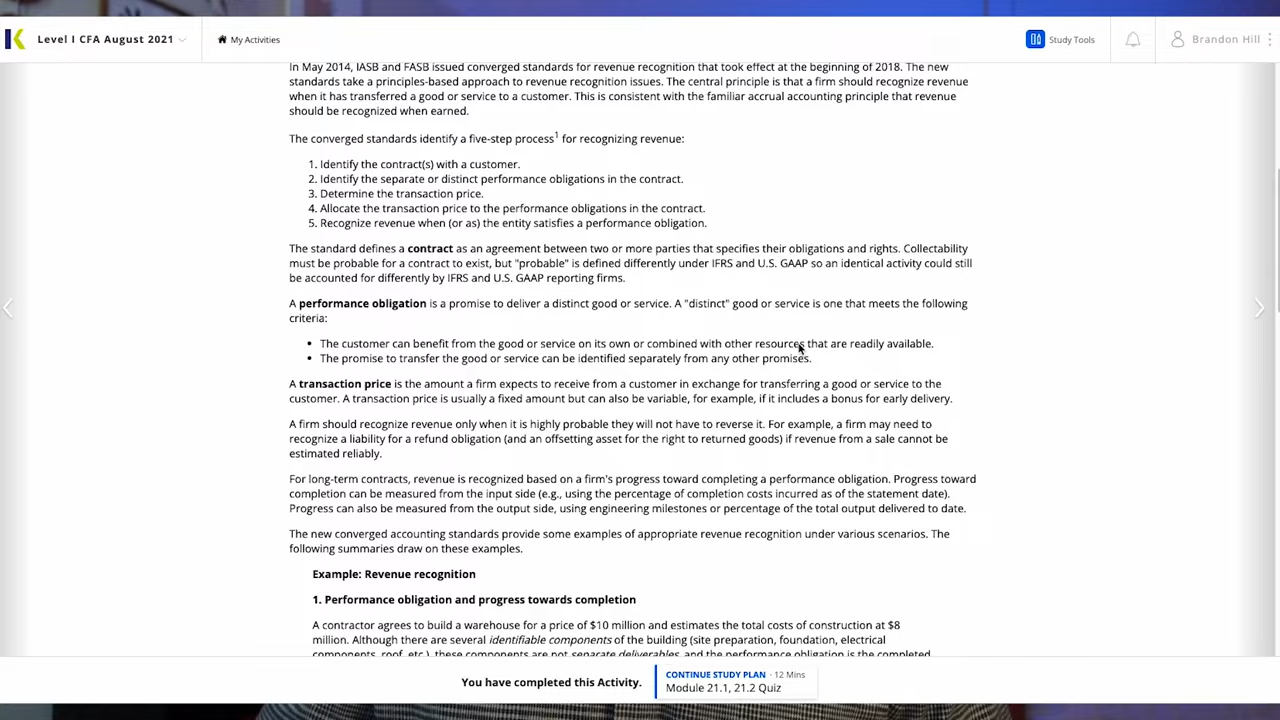 Level I CFA August 2021
My Activities
Study Tools
Brandon Hill
In May 2014, IASB and FASB issued converged standards for revenue recognition that took effect at the beginning of 2018. The new
standards take a principles-based approach to revenue recognition issues. The central principle is that a firm should recognize revenue
when it has transferred a good or service to a customer. This is consistent with the familiar accrual accounting principle that revenue
should be recognized when earned.
The converged standards identify a five-step process1 for recognizing revenue:
1. Identify the contract(s) with a customer.
2. Identify the separate or distinct performance obligations in the contract.
3. Determine the transaction price.
4. Allocate the transaction price to the performance obligations in the contract.
5. Recognize revenue when (or as) the entity satisfies a performance obligation.
The standard defines a contract as an agreement between two or more parties that specifies their obligations and rights. Collectability
must be probable for a contract to exist, but "probable" is defined differently under IFRS and U.S. GAAP so an identical activity could still
be accounted for differently by IFRS and U.S. GAAP reporting firms.
A performance obligation is a promise to deliver a distinct good or service. A "distinct" good or service is one that meets the following
criteria:
• The customer can benefit from the good or service on its own or combined with other resources that are readily available.
• The promise to transfer the good or service can be identified separately from any other promises.
A transaction price is the amount a firm expects to receive from a customer in exchange for transferring a good or service to the
customer. A transaction price is usually a fixed amount but can also be variable, for example, if it includes a bonus for early delivery.
A firm should recognize revenue only when it is highly probable they will not have to reverse it. For example, a firm may need to
recognize a liability for a refund obligation (and an offsetting asset for the right to returned goods) if revenue from a sale cannot be
estimated reliably.
For long-term contracts, revenue is recognized based on a firm's progress toward completing a performance obligation. Progress toward
completion can be measured from the input side (e.g., using the percentage of completion costs incurred as of the statement date).
Progress can also be measured from the output side, using engineering milestones or percentage of the total output delivered to date.
The new converged accounting standards provide some examples of appropriate revenue recognition under various scenarios. The
following summaries draw on these examples.
Example: Revenue recognition
1. Performance obligation and progress towards completion
A contractor agrees to build a warehouse for a price of $10 million and estimates the total costs of construction at $8
million. Although there are several identifiable components of the building (site preparation, foundation, electrical
components, roof, etc.), these components are not separate deliverables, and the performance obligation is the completed
You have completed this Activity.
CONTINUE STUDY PLAN · 12 Mins
Module 21.1, 21.2 Quiz